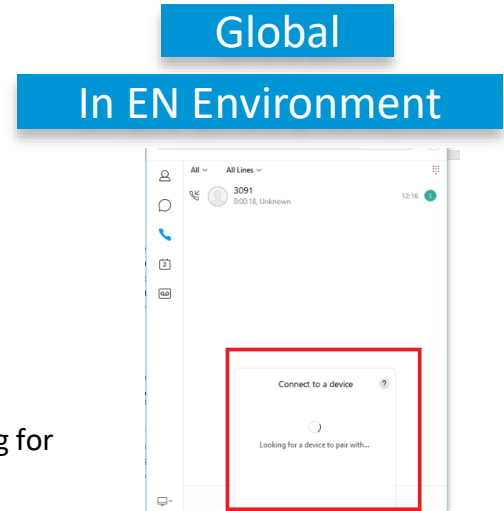 Global
In EN Environment
All All Lines
3091
0:00:18, Unknown
12:16 1
2
Connect to a device ?
Looking for a device to pair with...
g for